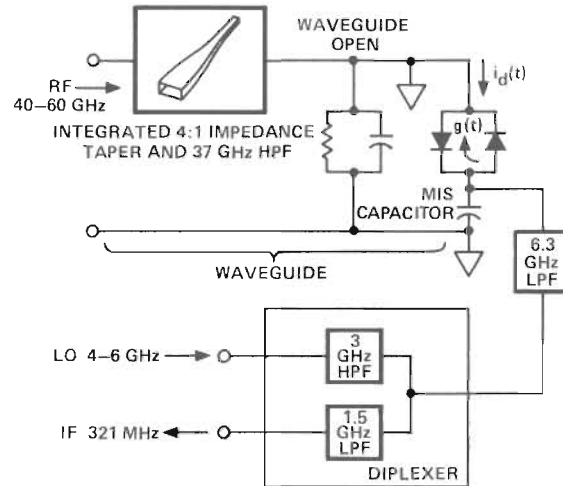 WAVEGUIDE
OPEN
RF
40–60 GHz
i_d(t)
g(t)
INTEGRATED 4:1 IMPEDANCE
TAPER AND 37 GHz HPF
MIS
CAPACITOR
WAVEGUIDE
6.3
GHz
LPF
LO 4–6 GHz
3
GHz
HPF
IF 321 MHz
1.5
GHz
LPF
DIPLEXER